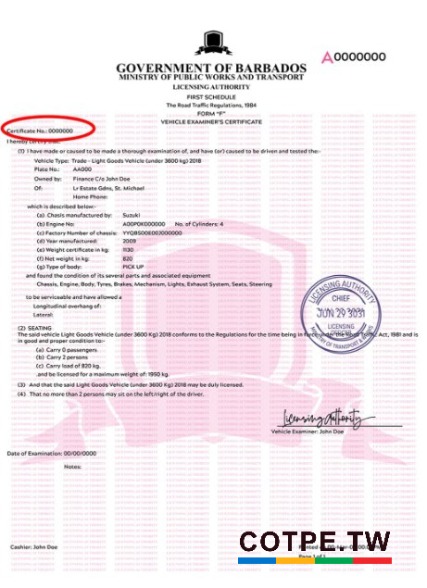 A0000000
GOVERNMENT OF BARBADOS
MINISTRY OF PUBLIC WORKS AND TRANSPORT
LICENSING AUTHORITY
FIRST SCHEDULE
The Road Traffic Regulations, 1984
FORM "F"
VEHICLE EXAMINER'S CERTIFICATE
Certificate No.: 0000000
I hereby certify that
(1) I have made or caused to be made a thorough examination of, and have (or) caused to be driven and tested the:-
Vehicle Type: Trade - Light Goods Vehicle (under 3600 kg) 2018
Plate No.: AA000
Owned by: Finance C/o John Doe
Of: Lr Estate Gdns, St. Michael
Home Phone:
which is described below:-
(a) Chasis manufactured by: Suzuki
(b) Engine No: A00POK000000 No. of Cylinders: 4
(c) Factory Number of chassis:
(d) Year manufactured: 2009
(e) Weight certificate in kg: 1130
(f) Net weight in kg: 820
(g) Type of body: PICK UP
and found the condition of its several parts and associated equipment
Chassis, Engine, Body, Tyres, Brakes, Mechanism, Lights, Exhaust System, Seats, Steering
to be serviceable and have allowed a
Longitudinal overhang of:
Lateral:
(2) SEATING
The said vehicle Light Goods Vehicle (under 3600 Kg) 2018 conforms to the Regulations for the time being in force under the Road Traffic Act, 1981 and is
in good and proper condition to:-
(a) Carry 0 passengers
(b) Carry 2 persons
(c) Carry load of 820 kg.
and be licensed for a maximum weight of: 1950 kg.
(3) And that the said Light Goods Vehicle (under 3600 Kg) 2018 may be duly licensed.
(4) That no more than 2 persons may sit on the left/right of the driver.
LICENSING AUTHORITY
CHIEF
JUN 29 3031
LICENSING
MINISTRY OF TRANSPORT &
Licensing Authority
Vehicle Examiner: John Doe
Date of Examination: 00/00/0000
Notes:
Cashier: John Doe
COTPE.TW
Page 1 of 1